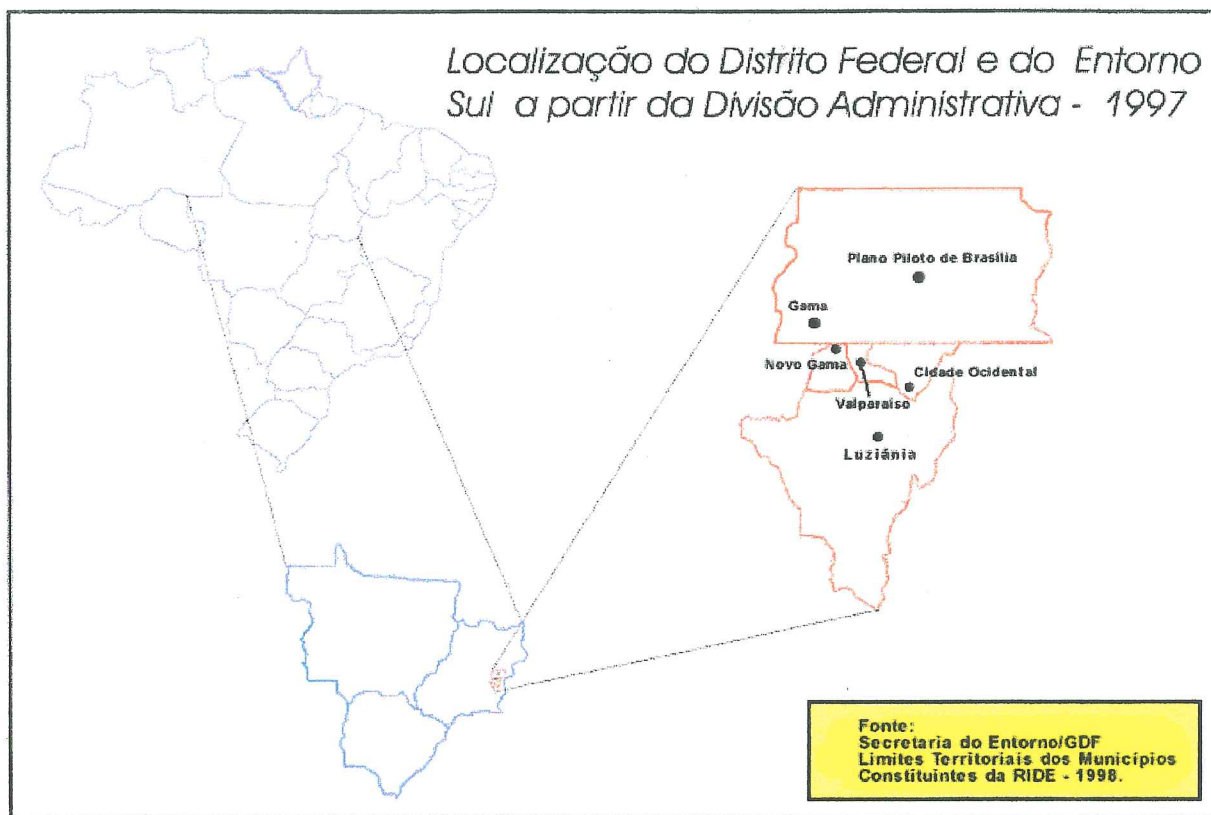 Localização do Distrito Federal e do Entorno
Sul a partir da Divisão Administrativa - 1997
Plano Piloto de Brasília
Gama
Novo Gama
Cidade Ocidental
Valparaíso
Luziânia
Fonte:
Secretaria do Entorno/GDF
Limites Territoriais dos Municípios
Constituintes da RIDE - 1998.